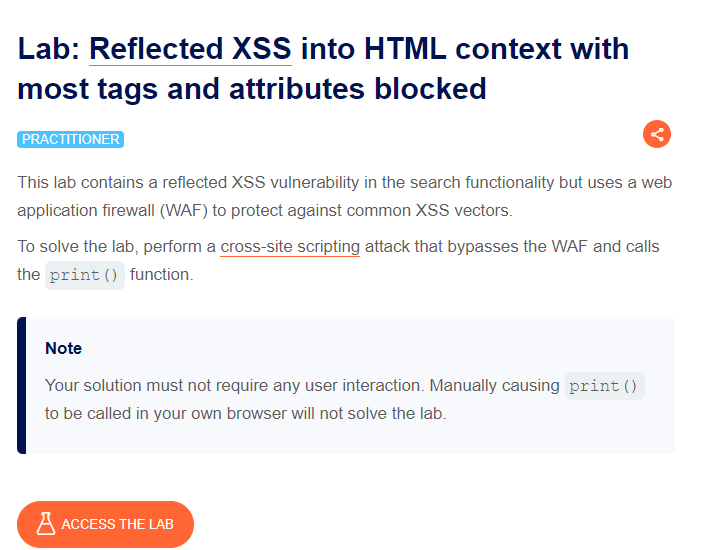 Lab: Reflected XSS into HTML context with
most tags and attributes blocked
PRACTITIONER
This lab contains a reflected XSS vulnerability in the search functionality but uses a web
application firewall (WAF) to protect against common XSS vectors.
To solve the lab, perform a cross-site scripting attack that bypasses the WAF and calls
the print() function.
Note
Your solution must not require any user interaction. Manually causing print()
to be called in your own browser will not solve the lab.
ACCESS THE LAB